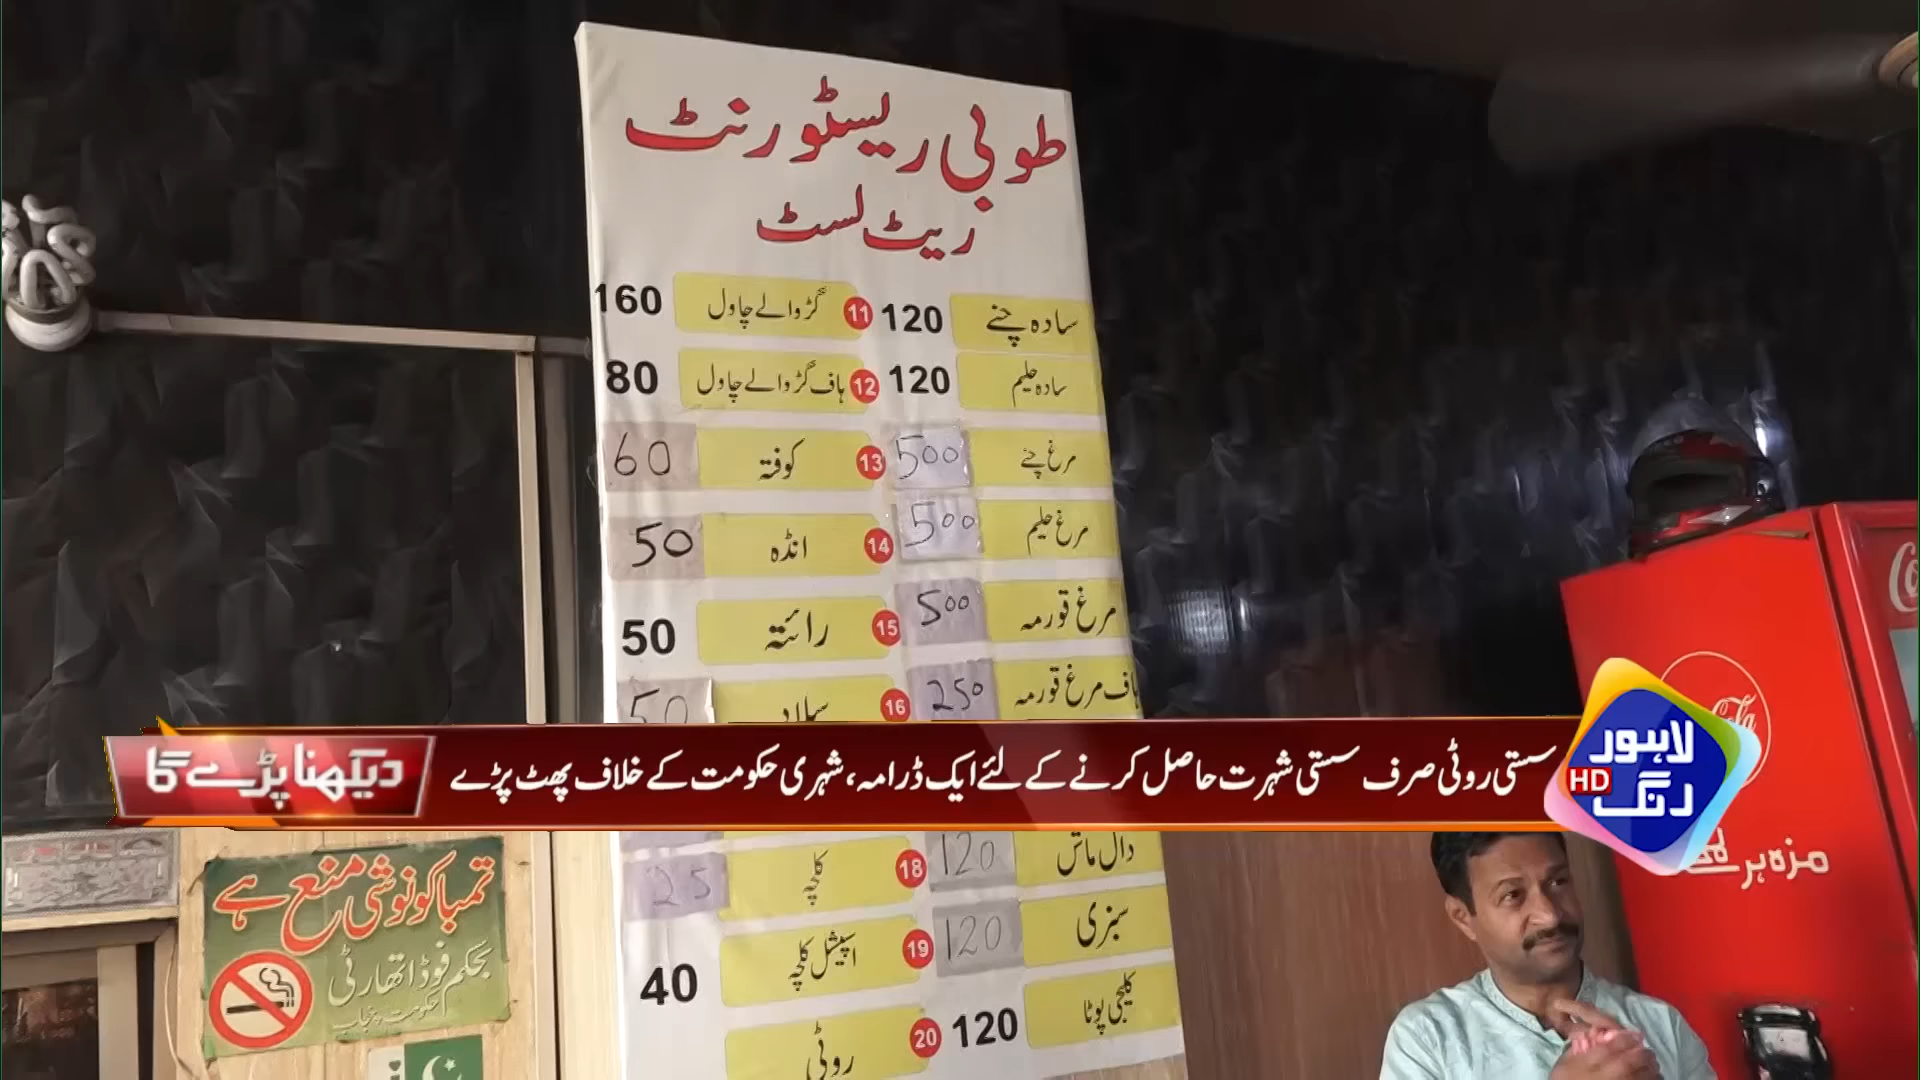 طوبی ریسٹورنٹ
ریٹ لسٹ
سادہ چنے 120
11 گڑ والے چاول 160
سادہ حلیم 120
12 ہاف گڑ والے چاول 80
مرغ چنے 500
13 کوفتہ 60
مرغ حلیم 500
14 انڈہ 50
مرغ قورمہ 500
15 رائتہ 50
ہاف مرغ قورمہ 250
16 سلاد 50
دیکھنا پڑے گا
سستی روٹی صرف سستی شہرت حاصل کرنے کے لئے ایک ڈرامہ، شہری حکومت کے خلاف پھٹ پڑے
لاہور
رنگ
HD
دال ماش 120
18 کلچہ 25
سبزی 120
19 اسپیشل کلچہ 40
کلیجی پوٹا 120
20 روٹی
تمباکو نوشی منع ہے
بحکم فوڈ اتھارٹی
حکومت پنجاب
مزہ ہر